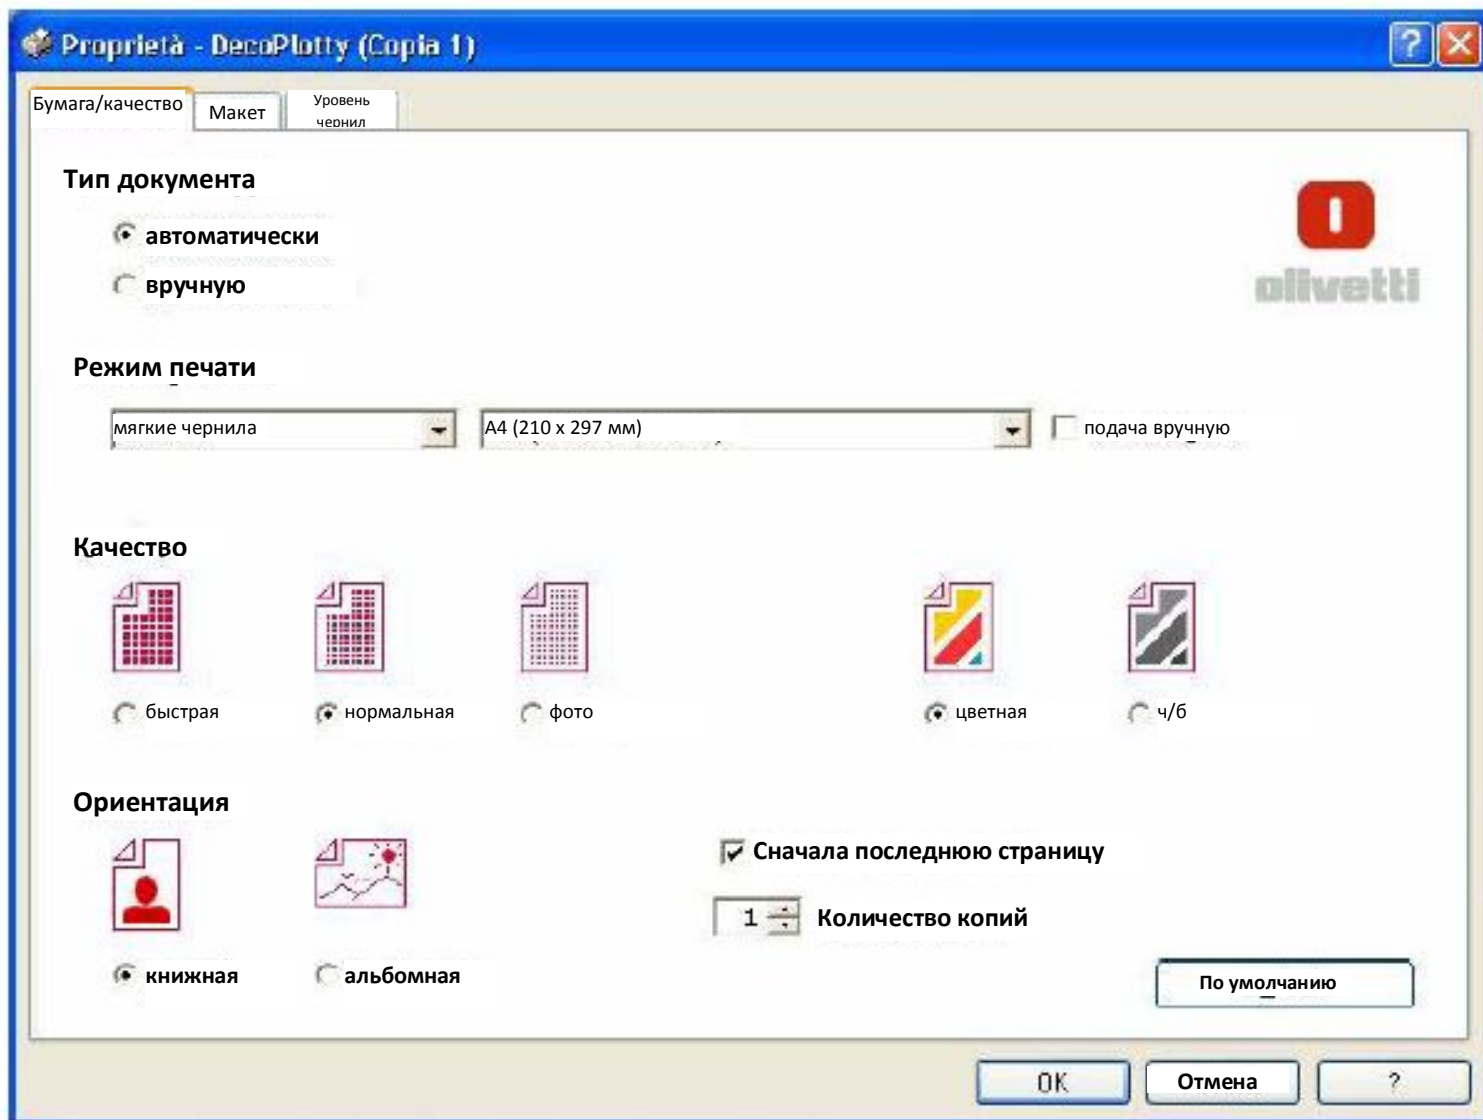 Proprietà - DecoPlotty (Copia 1)
Бумага/качество
Макет
Уровень
чернил
Тип документа
автоматически
вручную
olivetti
Режим печати
мягкие чернила
А4 (210 х 297 мм)
подача вручную
Качество
быстрая
нормальная
фото
цветная
ч/б
Ориентация
Сначала последнюю страницу
1 Количество копий
книжная
альбомная
По умолчанию
OK
Отмена
?